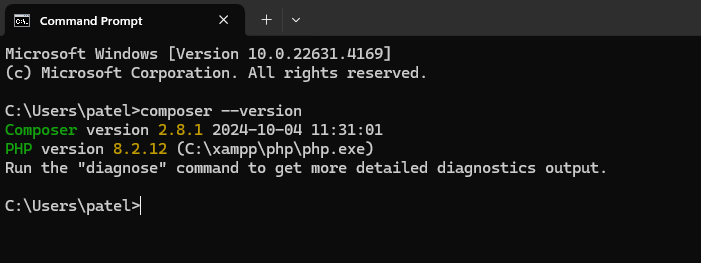 Command Prompt
Microsoft Windows [Version 10.0.22631.4169]
(c) Microsoft Corporation. All rights reserved.
C:\Users\patel>composer --version
Composer version 2.8.1 2024-10-04 11:31:01
PHP version 8.2.12 (C:\xampp\php\php.exe)
Run the "diagnose" command to get more detailed diagnostics output.
C:\Users\patel>